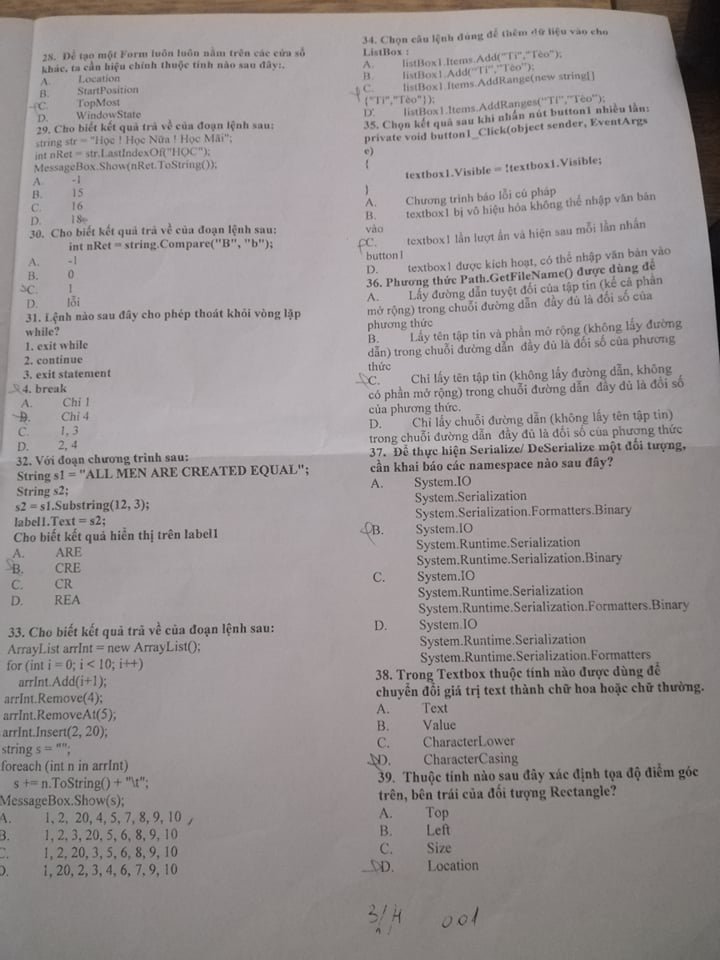 28. Để tạo một Form luôn luôn nằm trên các cửa sổ
khác, ta cần hiệu chính thuộc tính nào sau đây:.
A. Location
B. StartPosition
C. TopMost
D. WindowState
29. Cho biết kết quả trả về của đoạn lệnh sau:
string str = "Học ! Học Nữa ! Học Mãi";
int nRet = str.LastIndexOf("HỌC");
MessageBox.Show(nRet.ToString());
A. -1
B. 15
C. 16
D. 18
30. Cho biết kết quả trả về của đoạn lệnh sau:
int nRet = string.Compare("B", "b");
A. -1
B. 0
C. 1
D. lỗi
31. Lệnh nào sau đây cho phép thoát khỏi vòng lặp
while?
1. exit while
2. continue
3. exit statement
4. break
A. Chỉ 1
B. Chỉ 4
C. 1, 3
D. 2, 4
32. Với đoạn chương trình sau:
String s1 = "ALL MEN ARE CREATED EQUAL";
String s2;
s2 = s1.Substring(12, 3);
label1.Text = s2;
Cho biết kết quả hiển thị trên label1
A. ARE
B. CRE
C. CR
D. REA
33. Cho biết kết quả trả về của đoạn lệnh sau:
ArrayList arrInt = new ArrayList();
for (int i = 0; i < 10; i++)
arrInt.Add(i+1);
arrInt.Remove(4);
arrInt.RemoveAt(5);
arrInt.Insert(2, 20);
string s = "";
foreach (int n in arrInt)
s += n.ToString() + "\t";
MessageBox.Show(s);
A. 1, 2, 20, 4, 5, 7, 8, 9, 10
B. 1, 2, 3, 20, 5, 6, 8, 9, 10
C. 1, 2, 20, 3, 5, 6, 8, 9, 10
D. 1, 20, 2, 3, 4, 6, 7, 9, 10
34. Chọn câu lệnh đúng để thêm dữ liệu vào cho
ListBox :
A. listBox1.Items.Add("Tí","Tèo");
B. listBox1.Add("Tí","Tèo");
C. listBox1.Items.AddRange(new string[]
{"Tí","Tèo"});
D. listBox1.Items.AddRanges("Tí","Tèo");
35. Chọn kết quả sau khi nhấn nút button1 nhiều lần:
private void button1_Click(object sender, EventArgs
e)
{
textbox1.Visible = !textbox1.Visible;
}
A. Chương trình báo lỗi cú pháp
B. textbox1 bị vô hiệu hóa không thể nhập văn bản
vào
C. textbox1 lần lượt ẩn và hiện sau mỗi lần nhấn
button1
D. textbox1 được kích hoạt, có thể nhập văn bản vào
36. Phương thức Path.GetFileName() được dùng để
A. Lấy đường dẫn tuyệt đối của tập tin (kể cả phần
mở rộng) trong chuỗi đường dẫn đầy đủ là đối số của
phương thức
B. Lấy tên tập tin và phần mở rộng (không lấy đường
dẫn) trong chuỗi đường dẫn đầy đủ là đối số của phương
thức
C. Chỉ lấy tên tập tin (không lấy đường dẫn, không
có phần mở rộng) trong chuỗi đường dẫn đầy đủ là đối số
của phương thức.
D. Chỉ lấy chuỗi đường dẫn (không lấy tên tập tin)
trong chuỗi đường dẫn đầy đủ là đối số của phương thức
37. Để thực hiện Serialize/ DeSerialize một đối tượng,
cần khai báo các namespace nào sau đây?
A. System.IO
System.Serialization
System.Serialization.Formatters.Binary
B. System.IO
System.Runtime.Serialization
System.Runtime.Serialization.Binary
C. System.IO
System.Runtime.Serialization
System.Runtime.Serialization.Formatters.Binary
D. System.IO
System.Runtime.Serialization
System.Runtime.Serialization.Formatters
38. Trong Textbox thuộc tính nào được dùng để
chuyển đổi giá trị text thành chữ hoa hoặc chữ thường.
A. Text
B. Value
C. CharacterLower
D. CharacterCasing
39. Thuộc tính nào sau đây xác định tọa độ điểm góc
trên, bên trái của đối tượng Rectangle?
A. Top
B. Left
C. Size
D. Location
3/4 001